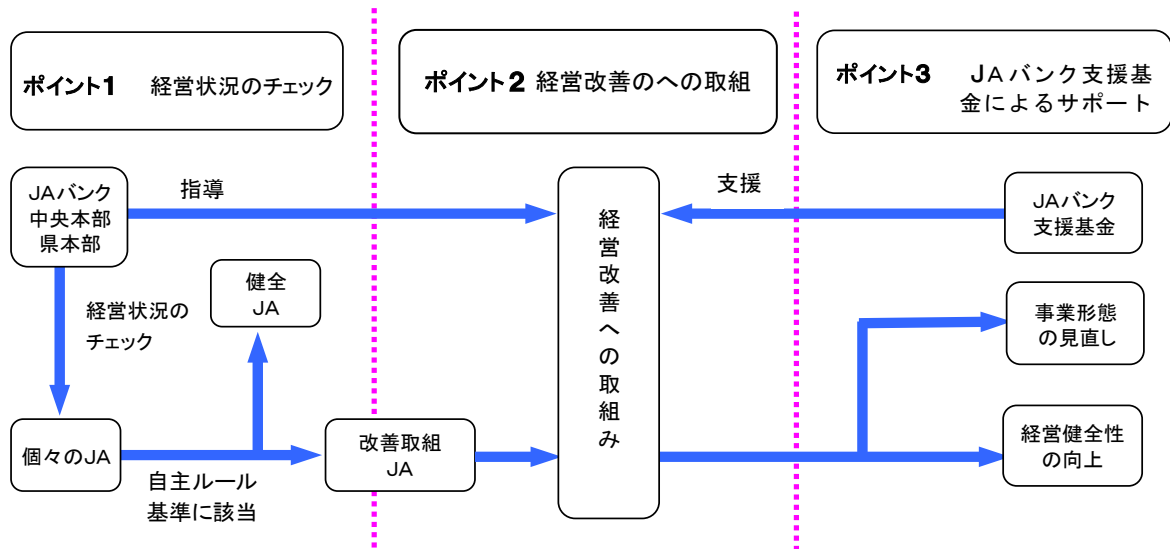 ポイント1 経営状況のチェック
ポイント2 経営改善のへの取組
ポイント3 JAバンク支援基
金によるサポート
JAバンク
中央本部
県本部
指導
支援
JAバンク
支援基金
経営改善への取組み
健全
JA
経営状況の
チェック
事業形態
の見直し
個々のJA
自主ルール
基準に該当
改善取組
JA
経営健全性
の向上